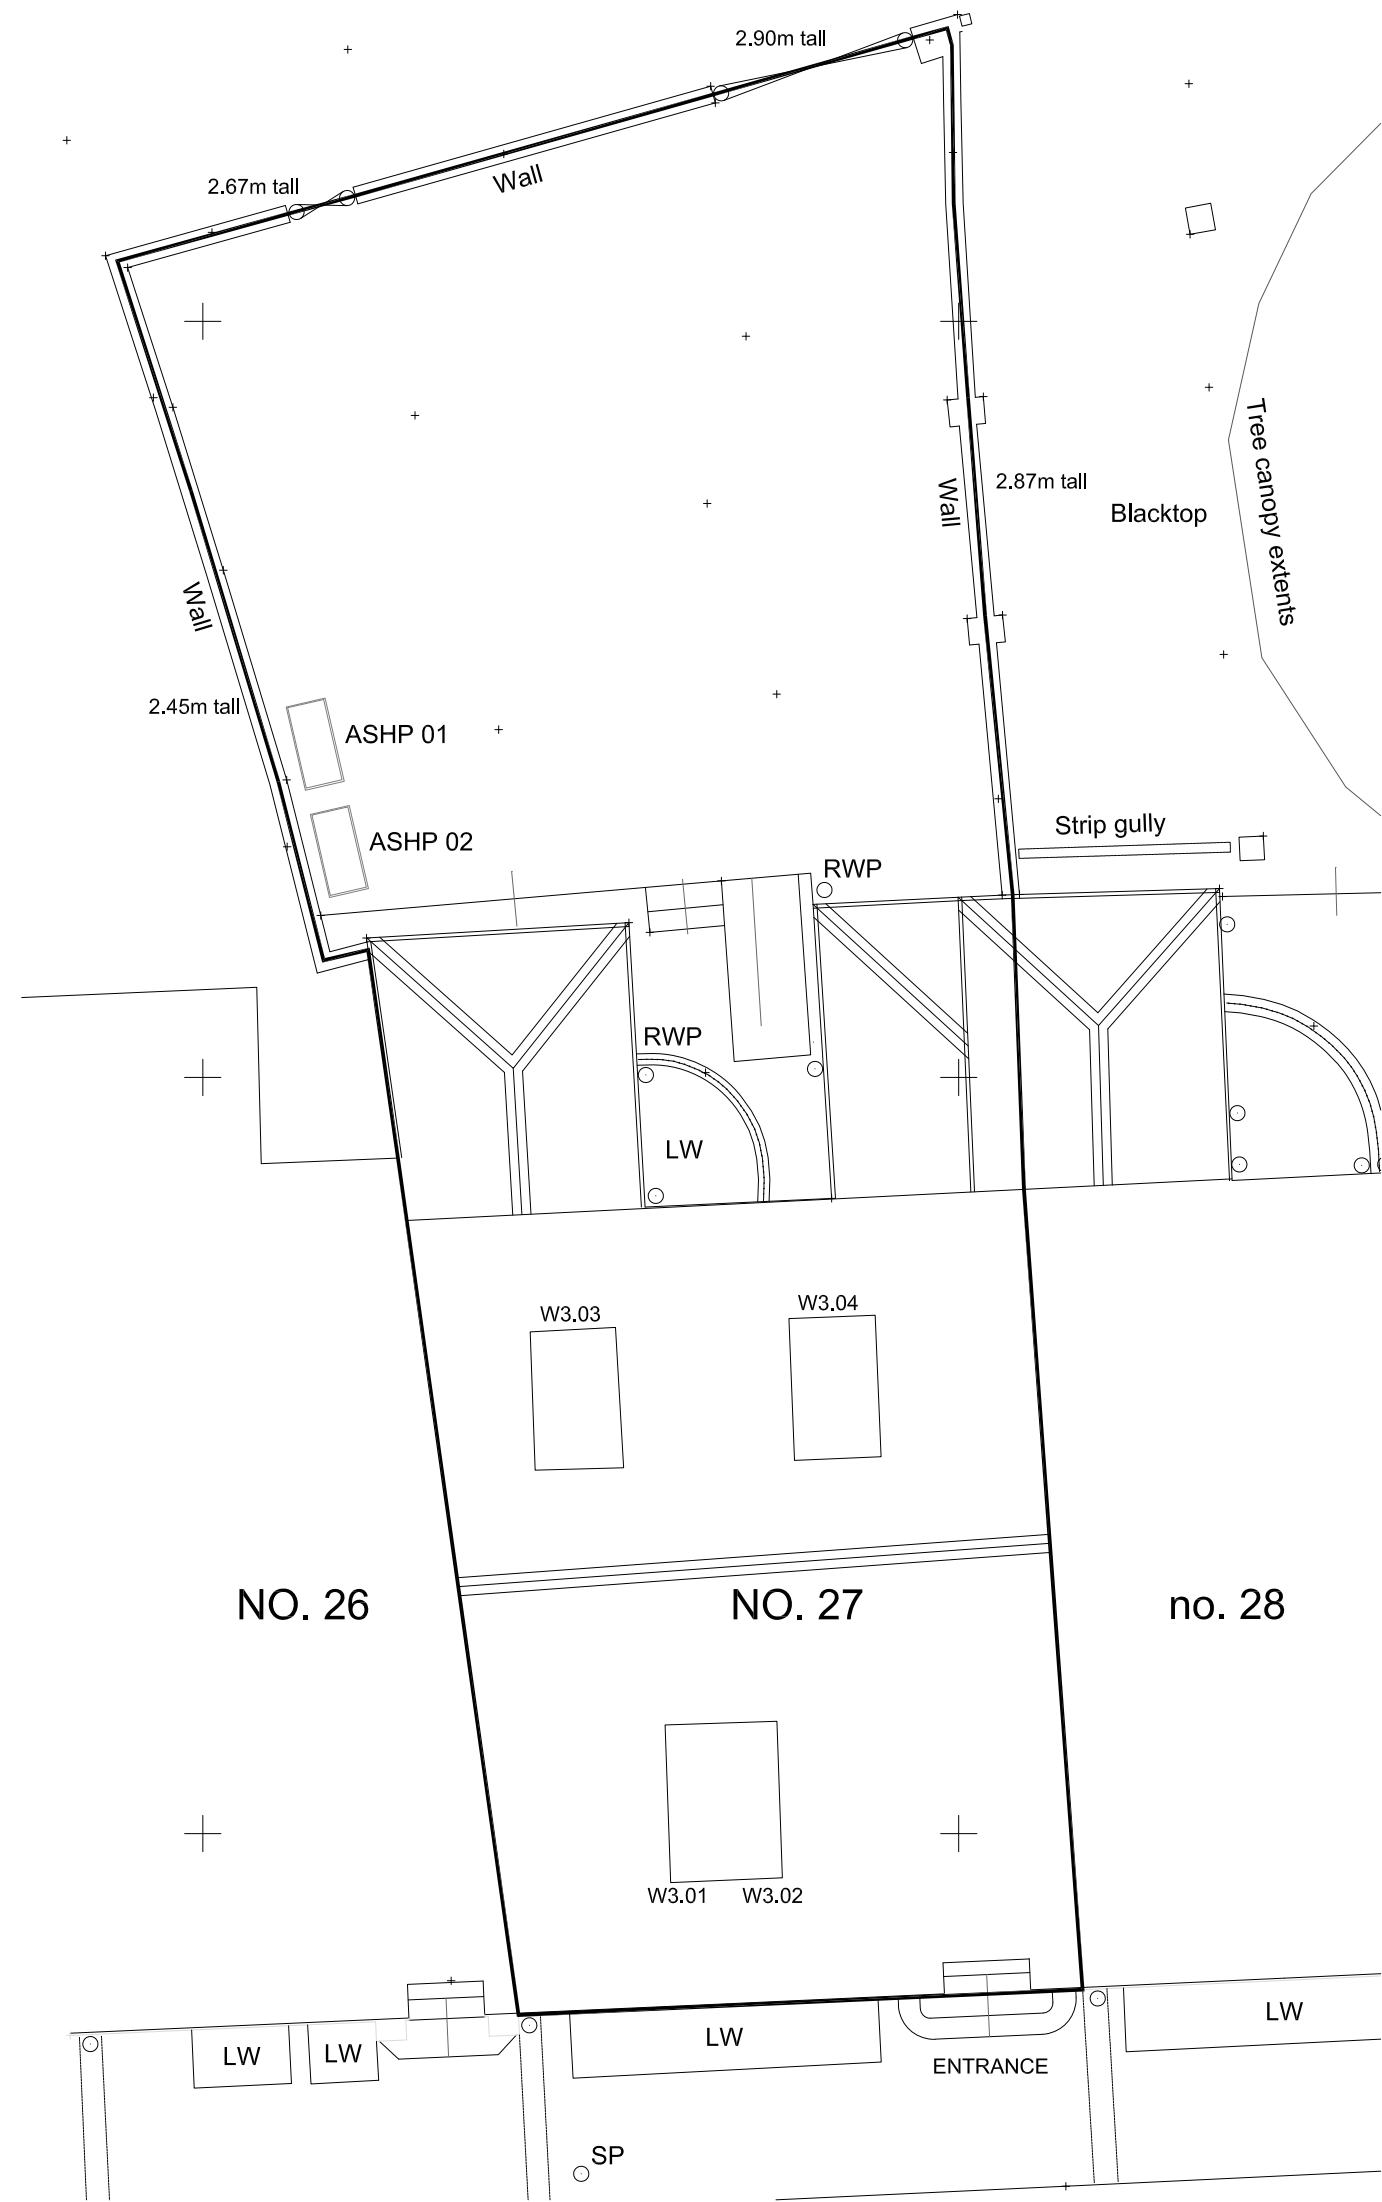 2.90m tall
Wall
2.67m tall
Tree canopy extents
2.87m tall
Wall
Blacktop
Wall
2.45m tall
ASHP 01
Strip gully
ASHP 02
RWP
RWP
LW
W3.04
W3.03
NO. 26
NO. 27
no. 28
W3.01
W3.02
LW
LW
LW
LW
ENTRANCE
SP